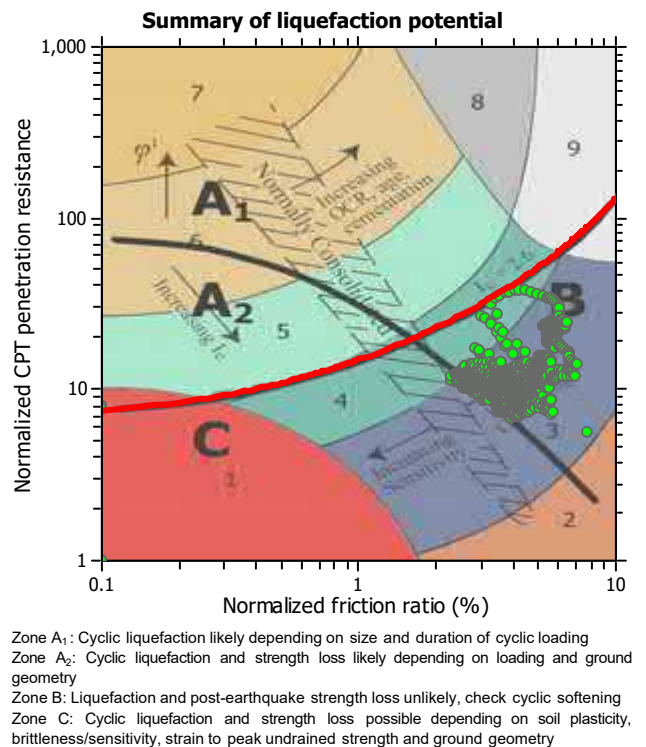 Summary of liquefaction potential
1,000
100
10
1
Normalized CPT penetration resistance
7
8
9
φ'
Increasing
OCR, age,
cementation
A1
Normally Consolidated
6
Ic = 2.6
A2
Increasing Ic
B
5
4
C
3
Increasing
Sensitivity
1
2
0.1
1
10
Normalized friction ratio (%)
Zone A₁: Cyclic liquefaction likely depending on size and duration of cyclic loading
Zone A₂: Cyclic liquefaction and strength loss likely depending on loading and ground
geometry
Zone B: Liquefaction and post-earthquake strength loss unlikely, check cyclic softening
Zone C: Cyclic liquefaction and strength loss possible depending on soil plasticity,
brittleness/sensitivity, strain to peak undrained strength and ground geometry